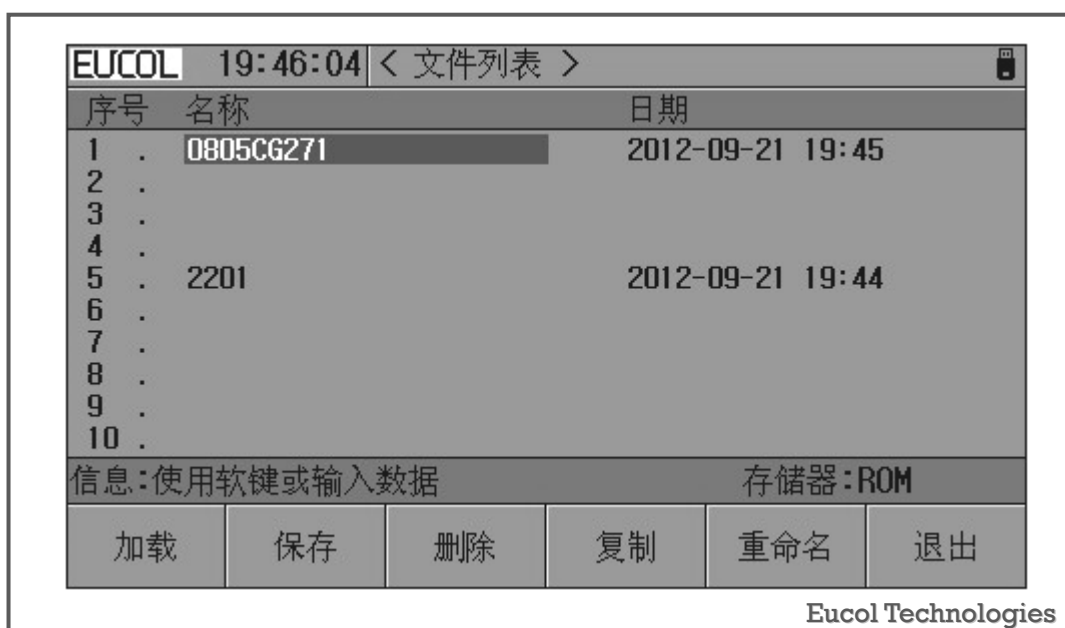 EUCOL 19:46:04 < 文件列表 >
序号 名称 日期
1 . 0805CG271 2012-09-21 19:45
2 .
3 .
4 .
5 . 2201 2012-09-21 19:44
6 .
7 .
8 .
9 .
10 .
信息:使用软键或输入数据 存储器:ROM
加载 保存 删除 复制 重命名 退出
Eucol Technologies